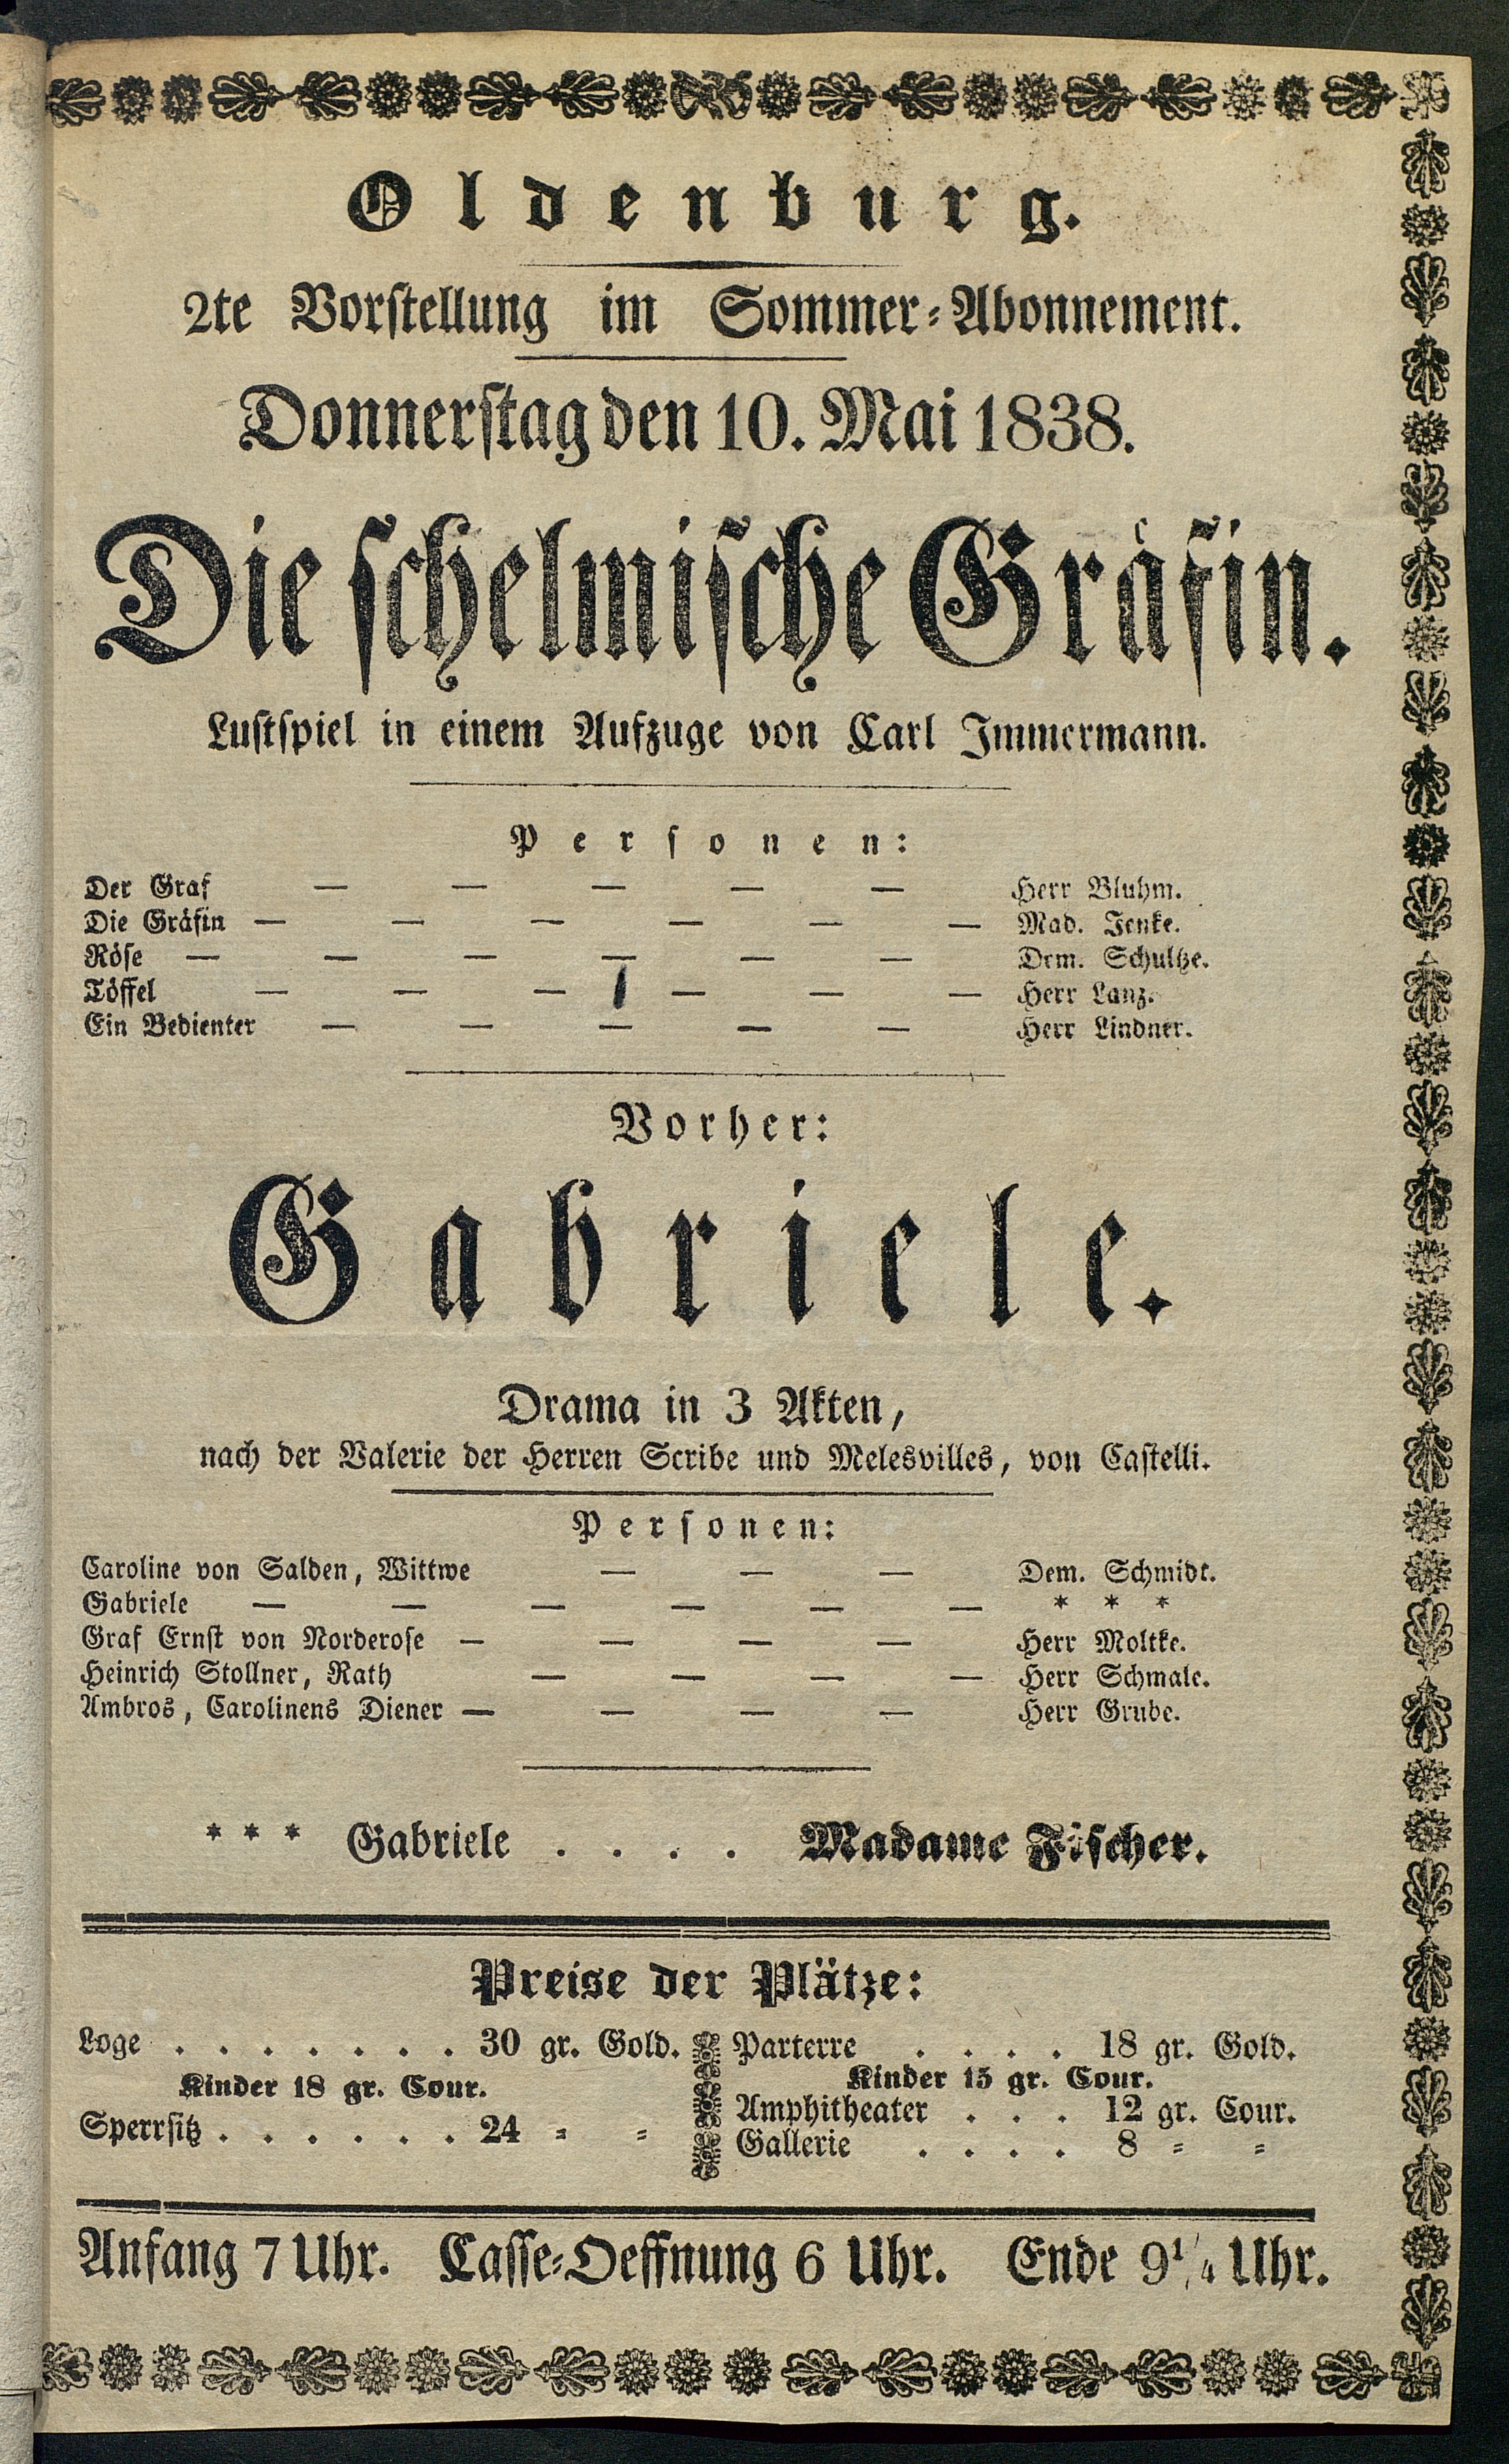 Oldenburg.
2te Vorstellung im Sommer-Abonnement.
Donnerstag den 10. Mai 1838.
Die schelmische Gräfin.
Lustspiel in einem Aufzuge von Carl Immermann.
Personen:
Der Graf — — — — — Herr Bluhm.
Die Gräfin — — — — — — Mad. Jenke.
Röse — — — — — — Dem. Schultze.
Töffel — — — — — — Herr Lanz.
Ein Bedienter — — — — — Herr Lindner.
Vorher:
Gabriele.
Drama in 3 Akten,
nach der Valerie der Herren Scribe und Melesvilles, von Castelli.
Personen:
Caroline von Salden, Wittwe — — — Dem. Schmidt.
Gabriele — — — — — — * * *
Graf Ernst von Norderose — — — — Herr Moltke.
Heinrich Stollner, Rath — — — — Herr Schmale.
Ambros, Carolinens Diener — — — — Herr Grube.
* * * Gabriele . . . . Madame Fischer.
Preise der Plätze:
Loge . . . . . . . 30 gr. Gold.
Kinder 18 gr. Cour.
Sperrsitz . . . . . . 24 = =
Parterre . . . . 18 gr. Gold.
Kinder 15 gr. Cour.
Amphitheater . . . 12 gr. Cour.
Gallerie . . . . 8 = =
Anfang 7 Uhr. Casse-Oeffnung 6 Uhr. Ende 9 1/4 Uhr.